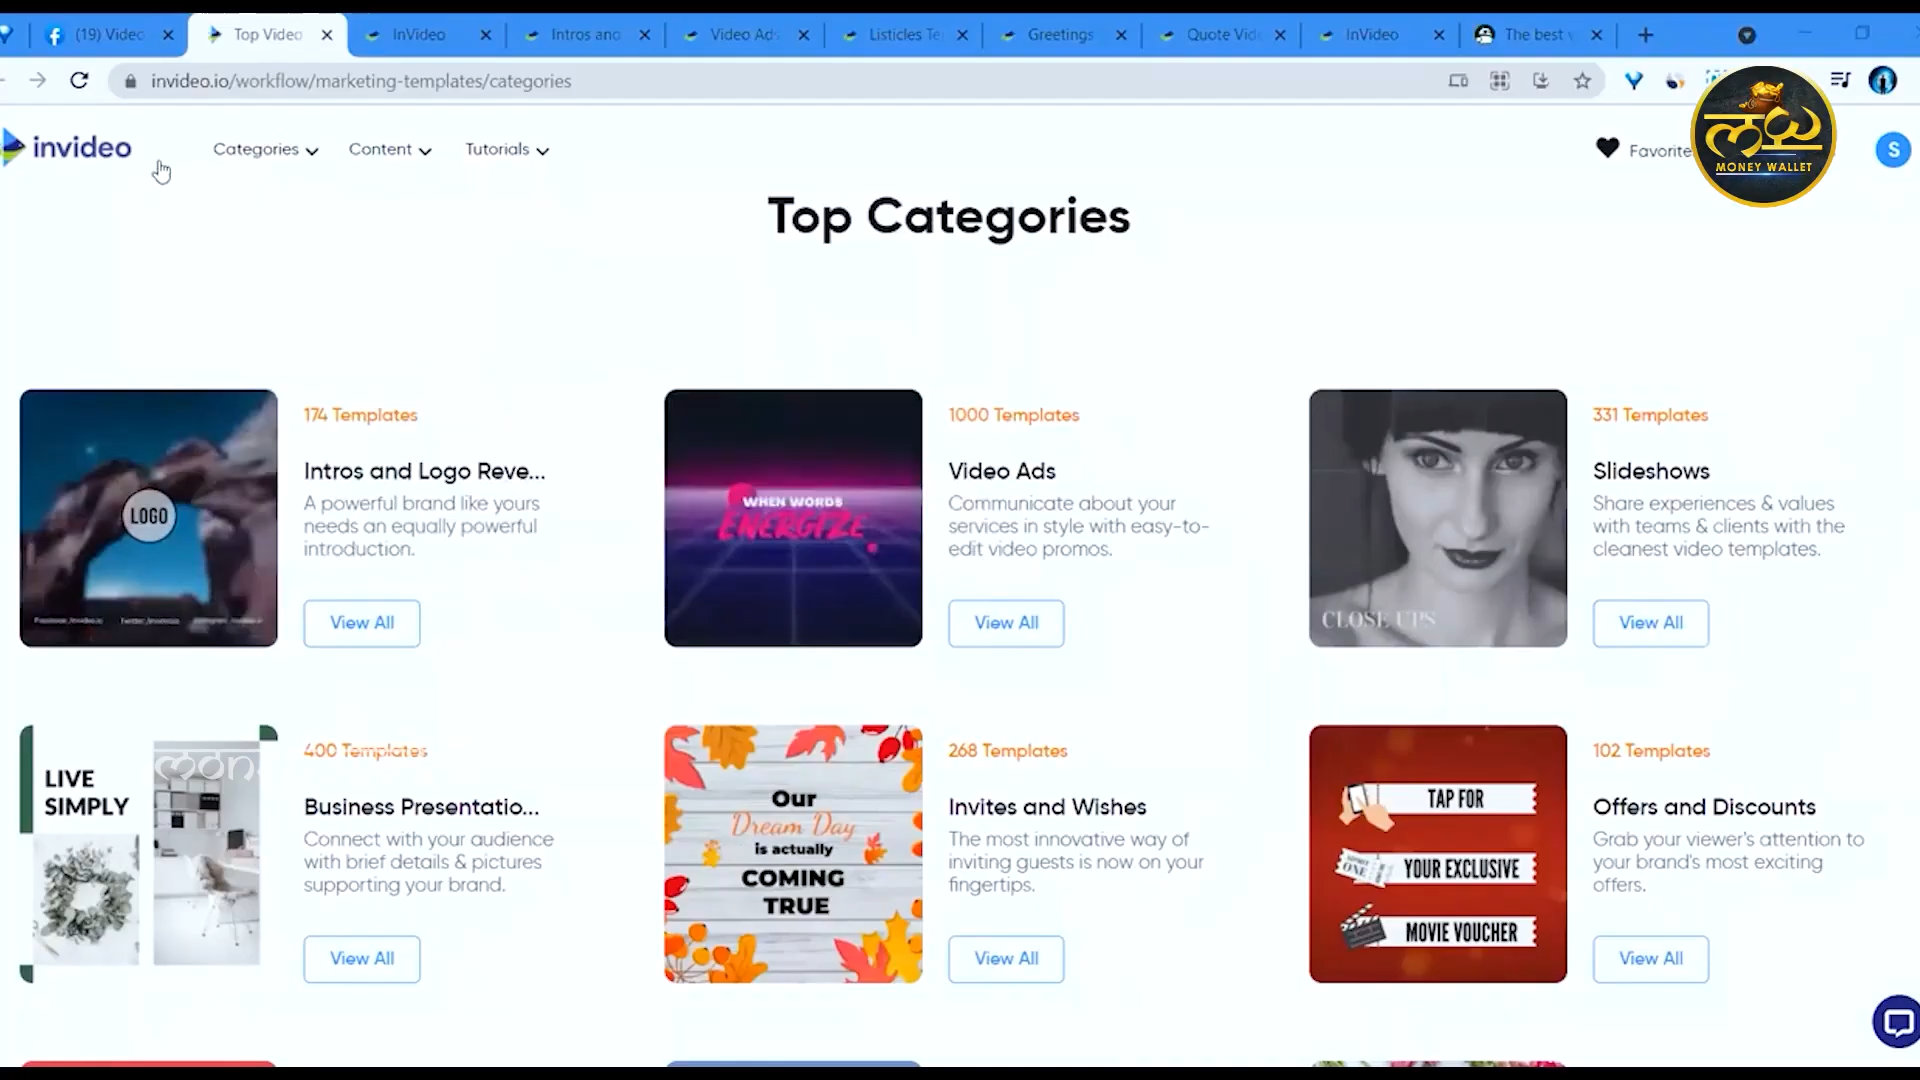 (19) Video
Top Video
InVideo
Intros and
Video Ads
Listicles Te
Greetings
Quote Vide
InVideo
The best
invideo.io/workflow/marketing-templates/categories
invideo
Categories
Content
Tutorials
Favorite
MONEY WALLET
S
Top Categories
174 Templates
Intros and Logo Reve...
A powerful brand like yours
needs an equally powerful
introduction.
View All
LOGO
1000 Templates
Video Ads
Communicate about your
services in style with easy-to-
edit video promos.
View All
WHEN WORDS
ENERGIZE
331 Templates
Slideshows
Share experiences & values
with teams & clients with the
cleanest video templates.
View All
CLOSE UPS
LIVE
SIMPLY
400 Templates
Business Presentatio...
Connect with your audience
with brief details & pictures
supporting your brand.
View All
Our
Dream Day
is actually
COMING
TRUE
268 Templates
Invites and Wishes
The most innovative way of
inviting guests is now on your
fingertips.
View All
TAP FOR
YOUR EXCLUSIVE
MOVIE VOUCHER
102 Templates
Offers and Discounts
Grab your viewer's attention to
your brand's most exciting
offers.
View All